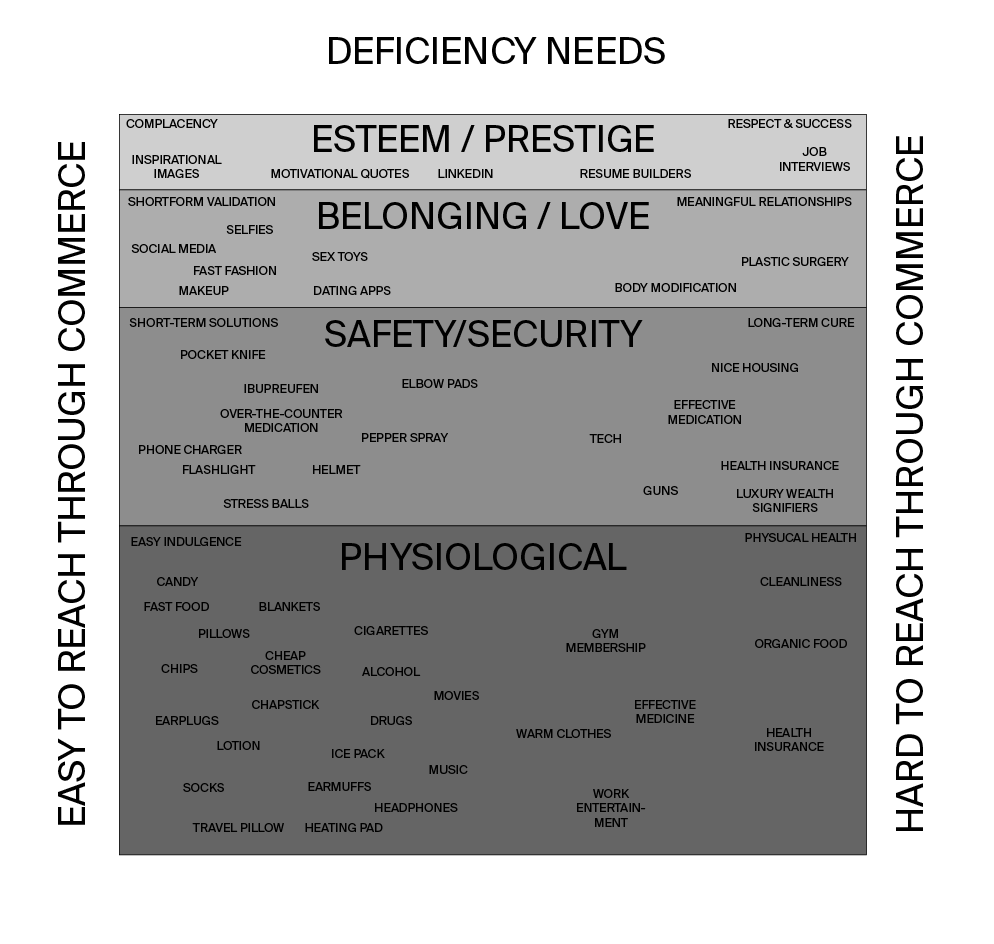 DEFICIENCY NEEDS
EASY TO REACH THROUGH COMMERCE
HARD TO REACH THROUGH COMMERCE
COMPLACENCY
ESTEEM / PRESTIGE
RESPECT & SUCCESS
INSPIRATIONAL
IMAGES
MOTIVATIONAL QUOTES
LINKEDIN
RESUME BUILDERS
JOB
INTERVIEWS
SHORTFORM VALIDATION
BELONGING / LOVE
MEANINGFUL RELATIONSHIPS
SELFIES
SOCIAL MEDIA
SEX TOYS
PLASTIC SURGERY
FAST FASHION
MAKEUP
DATING APPS
BODY MODIFICATION
SHORT-TERM SOLUTIONS
SAFETY/SECURITY
LONG-TERM CURE
POCKET KNIFE
NICE HOUSING
IBUPREUFEN
ELBOW PADS
OVER-THE-COUNTER
MEDICATION
EFFECTIVE
MEDICATION
PEPPER SPRAY
TECH
PHONE CHARGER
FLASHLIGHT
HELMET
HEALTH INSURANCE
GUNS
LUXURY WEALTH
SIGNIFIERS
STRESS BALLS
EASY INDULGENCE
PHYSIOLOGICAL
PHYSUCAL HEALTH
CANDY
CLEANLINESS
FAST FOOD
BLANKETS
PILLOWS
CIGARETTES
GYM
MEMBERSHIP
ORGANIC FOOD
CHIPS
CHEAP
COSMETICS
ALCOHOL
MOVIES
CHAPSTICK
EFFECTIVE
MEDICINE
EARPLUGS
DRUGS
WARM CLOTHES
HEALTH
INSURANCE
LOTION
ICE PACK
MUSIC
SOCKS
EARMUFFS
WORK
ENTERTAIN-
MENT
HEADPHONES
TRAVEL PILLOW
HEATING PAD